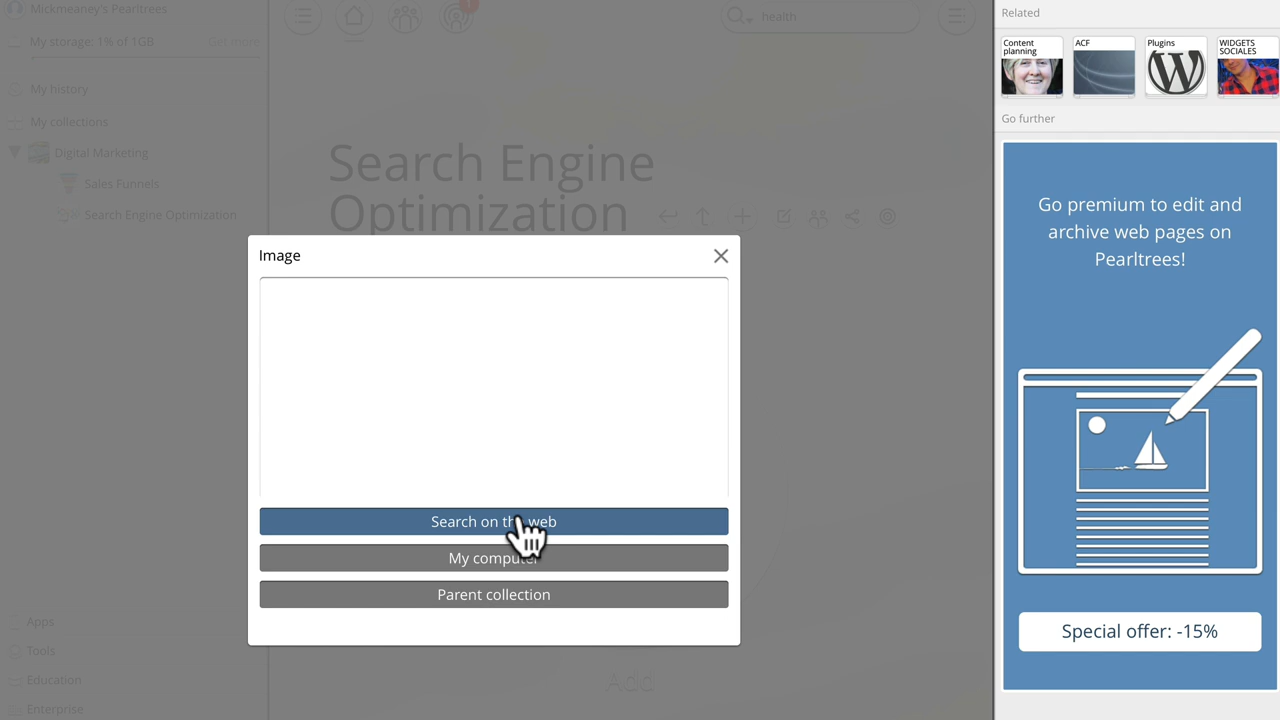 Mickmeaney's Pearltrees
My storage: 1% of 1GB
Get more
My history
My collections
Digital Marketing
Sales Funnels
Search Engine Optimization
Apps
Tools
Education
Enterprise
1
health
Search Engine
Optimization
Image
Search on the web
My computer
Parent collection
Add
Related
Content
planning
ACF
Plugins
WIDGETS
SOCIALES
Go further
Go premium to edit and
archive web pages on
Pearltrees!
Special offer: -15%